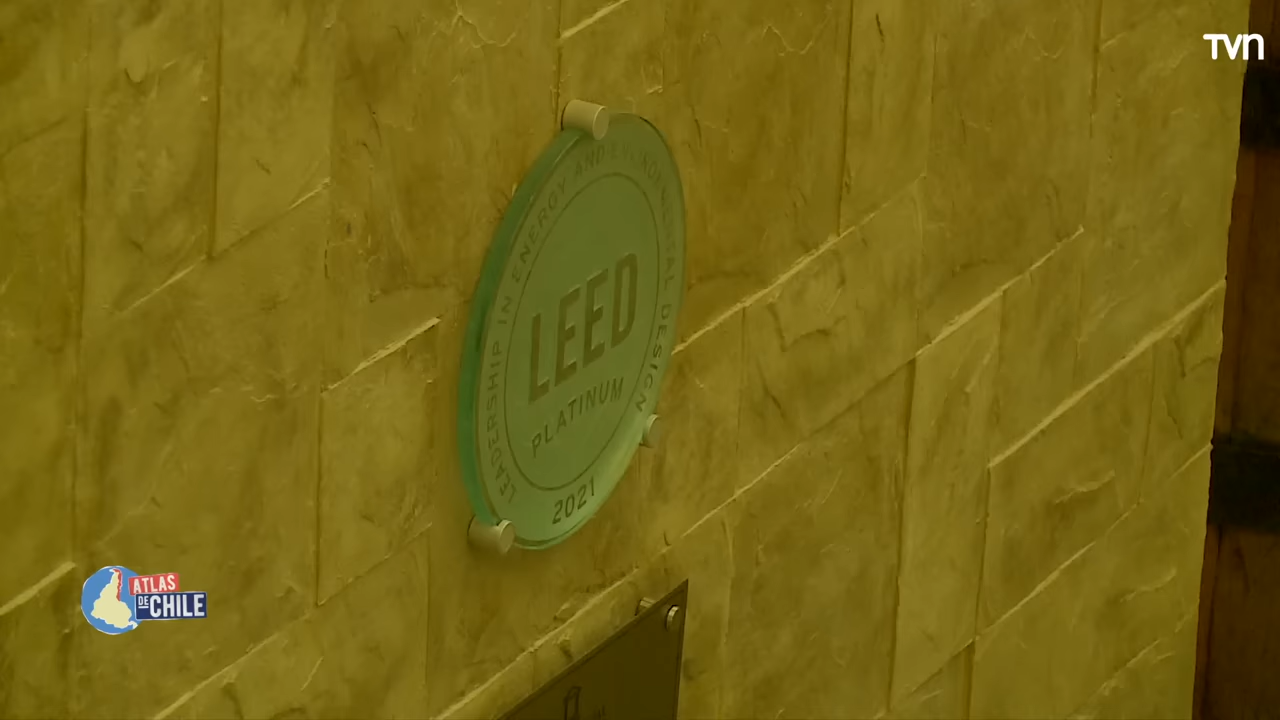 TVN
LEADERSHIP IN ENERGY AND ENVIRONMENTAL DESIGN
LEED
PLATINUM
2021
ATLAS
DE
CHILE